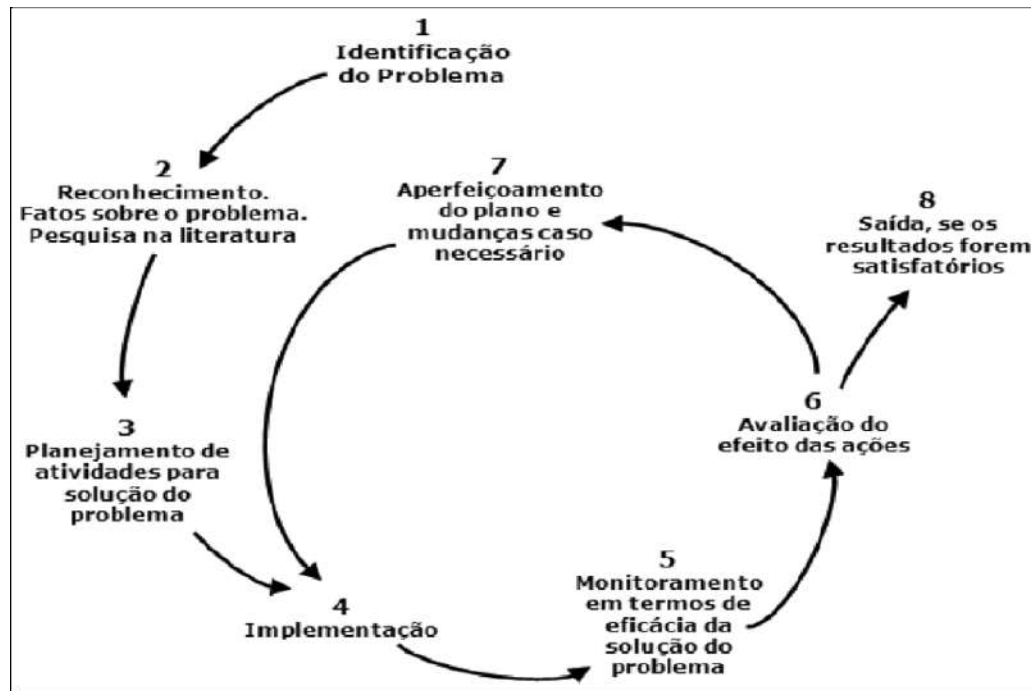 1
Identificação
do Problema
2
Reconhecimento.
Fatos sobre o problema.
Pesquisa na literatura
3
Planejamento de
atividades para
solução do
problema
4
Implementação
5
Monitoramento
em termos de
eficácia da
solução do
problema
6
Avaliação do
efeito das ações
7
Aperfeiçoamento
do plano e
mudanças caso
necessário
8
Saída, se os
resultados forem
satisfatórios